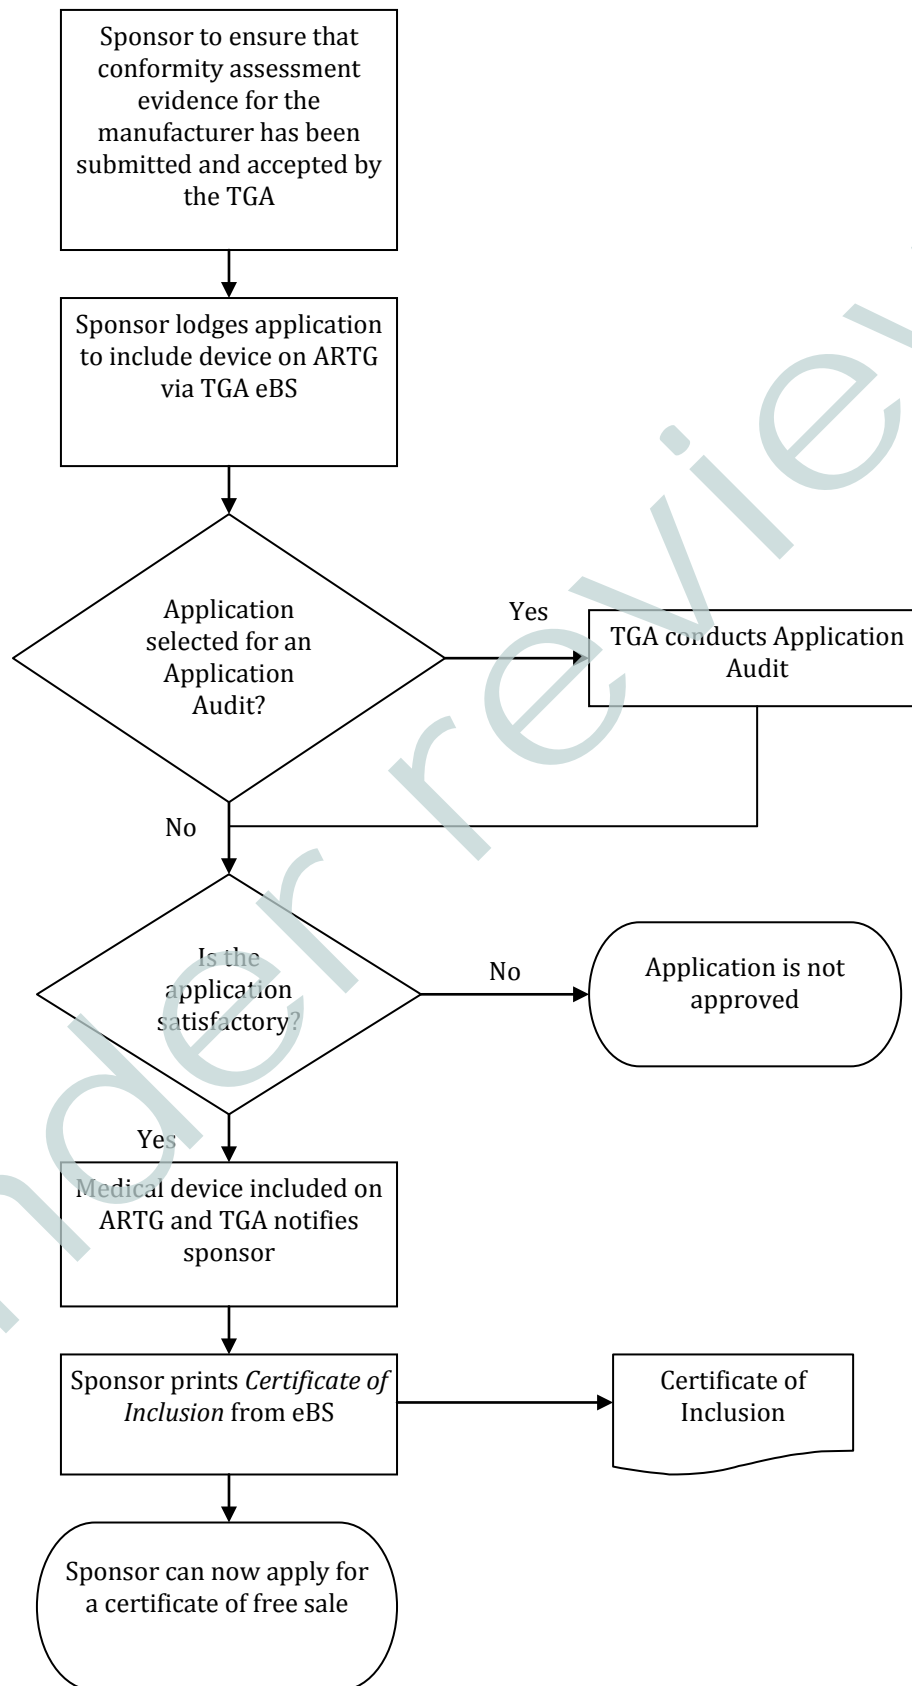 Sponsor to ensure that
conformity assessment
evidence for the
manufacturer has been
submitted and accepted by
the TGA
Sponsor lodges application
to include device on ARTG
via TGA eBS
Application
selected for an
Application
Audit?
Yes
TGA conducts Application
Audit
No
Is the
application
satisfactory?
No
Application is not
approved
Yes
Medical device included on
ARTG and TGA notifies
sponsor
Sponsor prints Certificate of
Inclusion from eBS
Certificate of
Inclusion
Sponsor can now apply for
a certificate of free sale
nder review